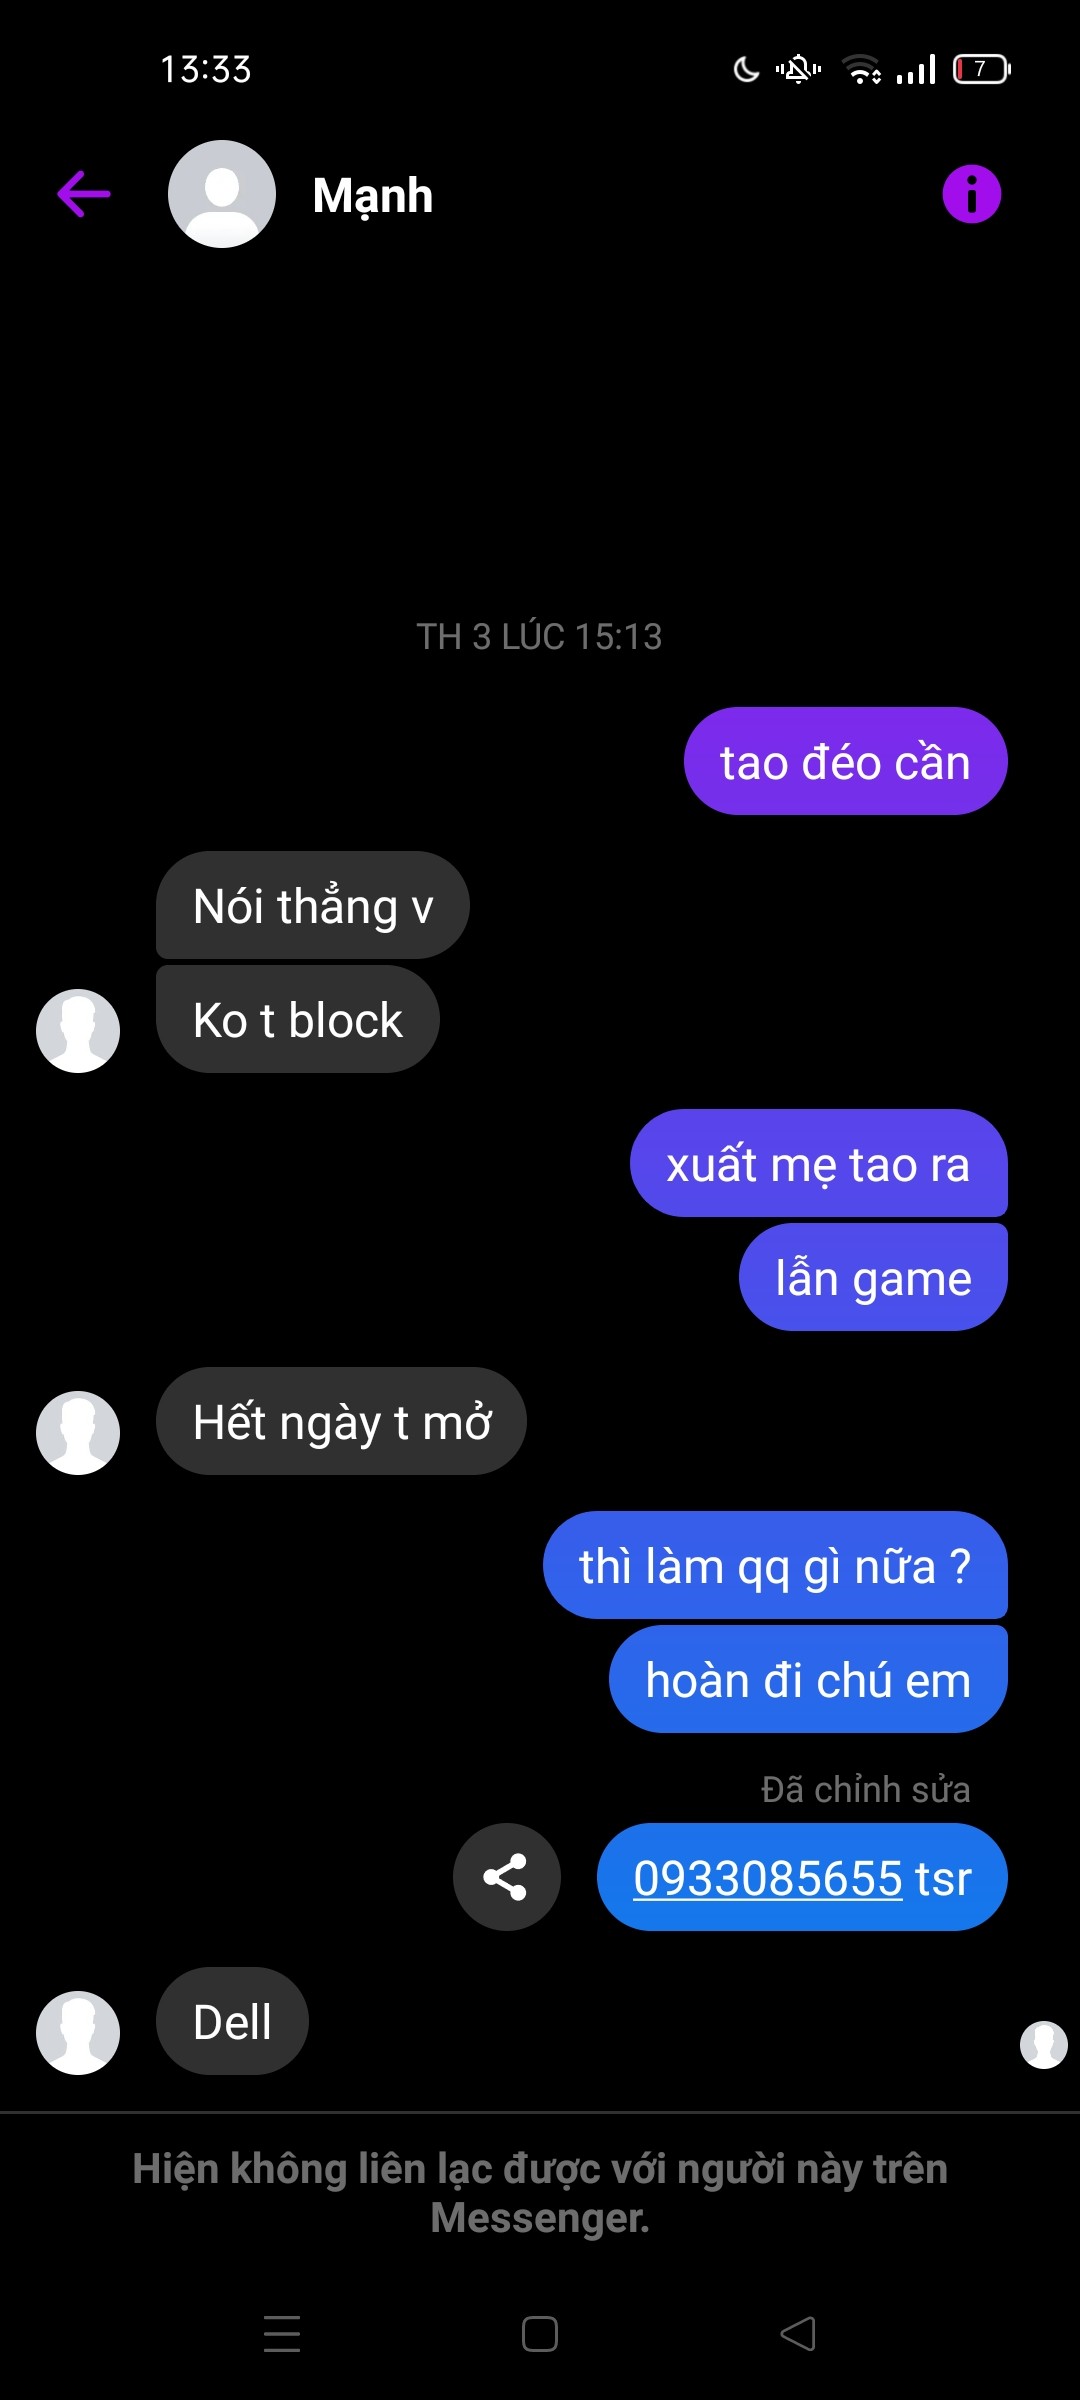 13:33
7
Mạnh
TH 3 LÚC 15:13
tao đéo cần
Nói thẳng v
Ko t block
xuất mẹ tao ra
lẫn game
Hết ngày t mở
thì làm qq gì nữa ?
hoàn đi chú em
Đã chỉnh sửa
0933085655 tsr
Dell
Hiện không liên lạc được với người này trên
Messenger.